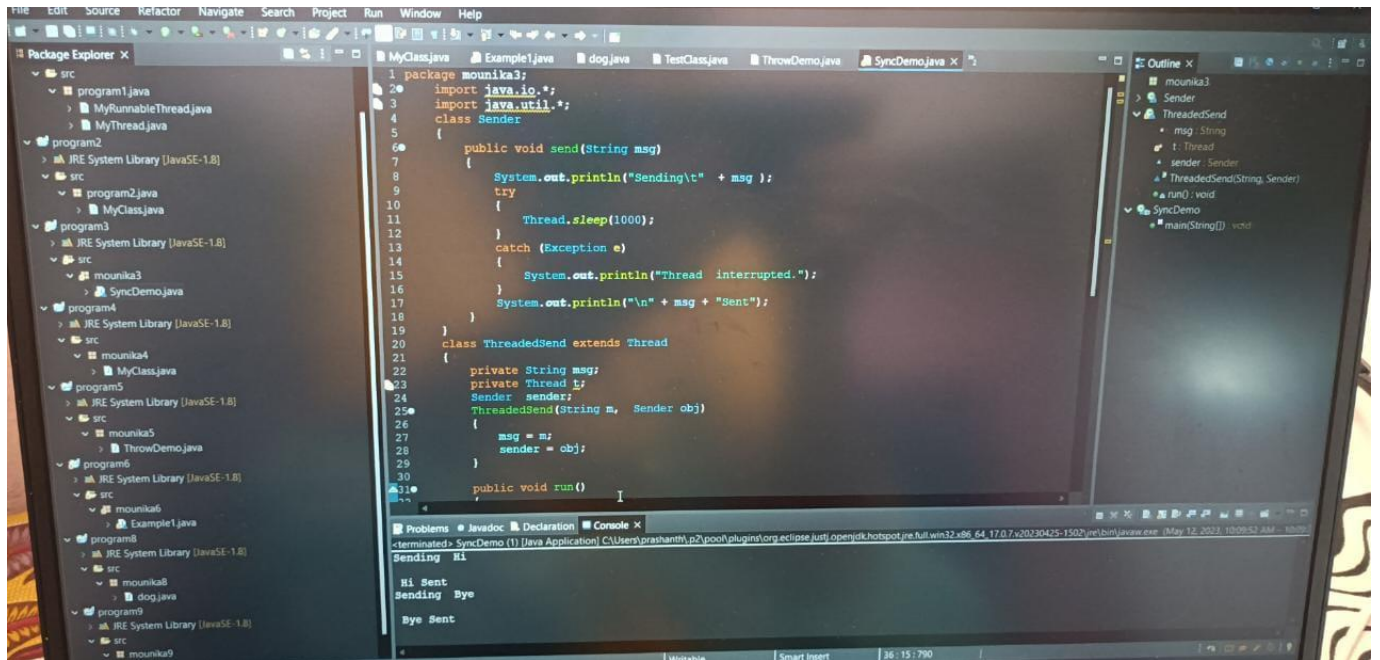 File Edit Source Refactor Navigate Search Project Run Window Help
Package Explorer
src
program1.java
MyRunnableThread.java
MyThread.java
program2
JRE System Library [JavaSE-1.8]
src
program2.java
MyClass.java
program3
JRE System Library [JavaSE-1.8]
src
mounika3
SyncDemo.java
program4
JRE System Library [JavaSE-1.8]
src
mounika4
MyClass.java
program5
JRE System Library [JavaSE-1.8]
src
mounika5
ThrowDemo.java
program6
JRE System Library [JavaSE-1.8]
src
mounika6
Example1.java
program8
JRE System Library [JavaSE-1.8]
src
mounika8
dog.java
program9
JRE System Library [JavaSE-1.8]
src
mounika9
MyClass.java Example1.java dog.java TestClass.java ThrowDemo.java SyncDemo.java
1 package mounika3;
2 import java.io.*;
3 import java.util.*;
4 class Sender
5 {
6 public void send(String msg)
7 {
8 System.out.println("Sending\t" + msg );
9 try
10 {
11 Thread.sleep(1000);
12 }
13 catch (Exception e)
14 {
15 System.out.println("Thread interrupted.");
16 }
17 System.out.println("\n" + msg + "Sent");
18 }
19 }
20 class ThreadedSend extends Thread
21 {
22 private String msg;
23 private Thread t;
24 Sender sender;
25 ThreadedSend(String m, Sender obj)
26 {
27 msg = m;
28 sender = obj;
29 }
30
31 public void run()
Outline
mounika3
Sender
ThreadedSend
msg : String
t : Thread
sender : Sender
ThreadedSend(String, Sender)
run() : void
SyncDemo
main(String[]) : void
Problems Javadoc Declaration Console
<terminated> SyncDemo (1) [Java Application] C:\Users\prashanth\.p2\pool\plugins\org.eclipse.justj.openjdk.hotspot.jre.full.win32.x86_64_17.0.7.v20230425-1502\jre\bin\javaw.exe (May 12, 2023, 10:09:52 AM
Sending Hi
Hi Sent
Sending Bye
Bye Sent
Writable Smart Insert 36 : 15 : 790